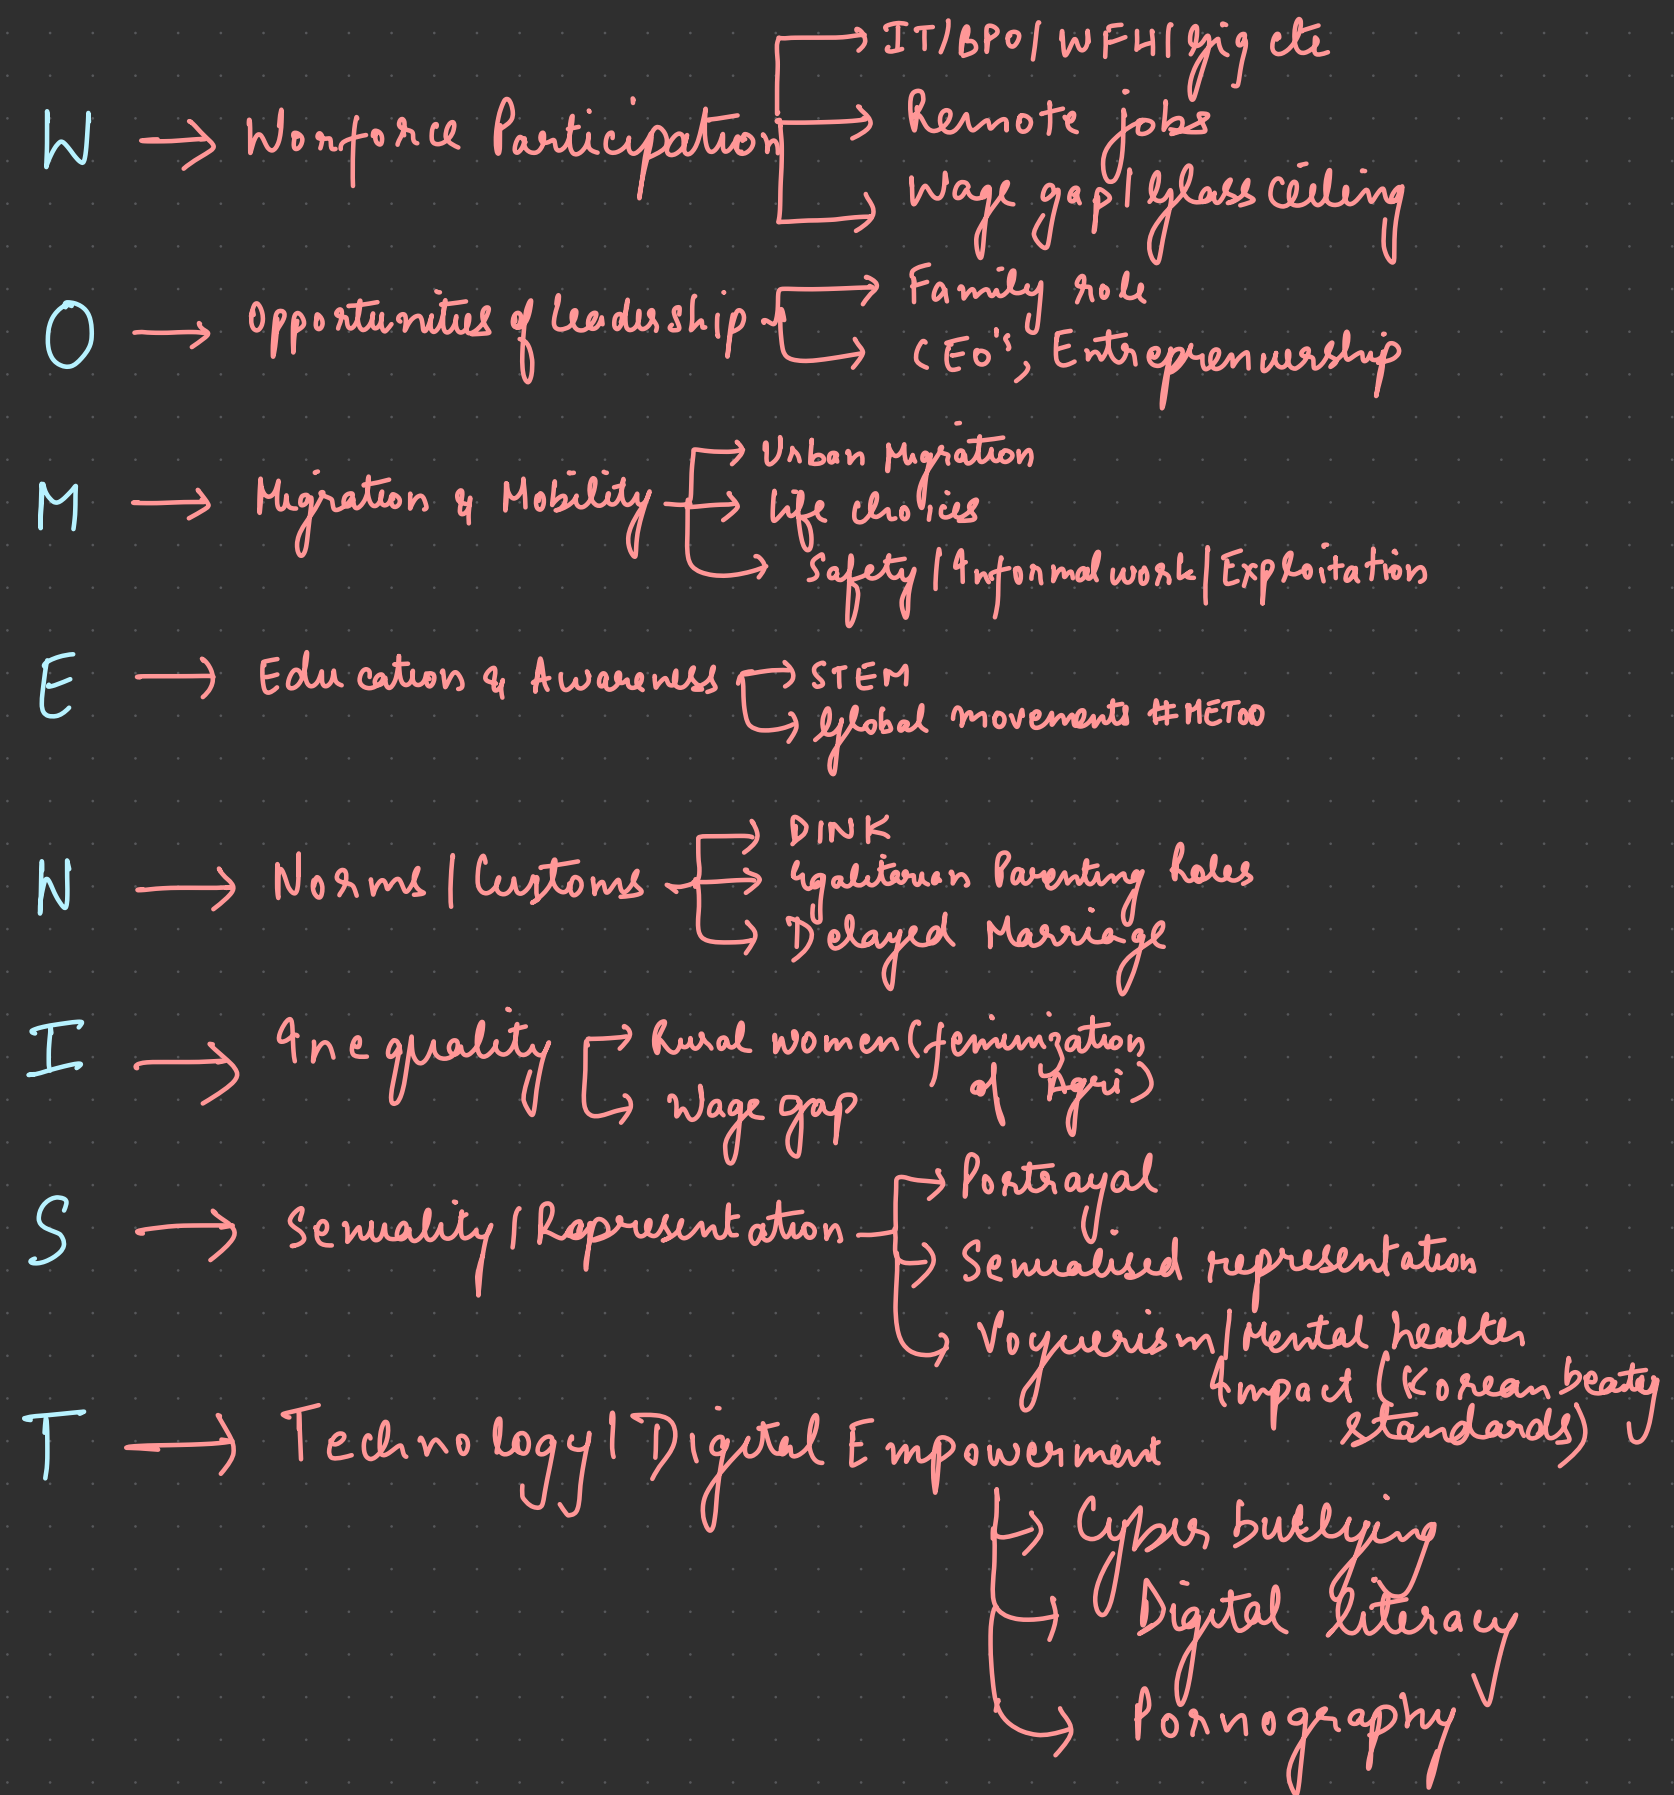 W → Worforce Participation → IT/BPO/WFH/gig etc
→ Remote jobs
→ Wage gap/glass ceiling
O → Opportunities of leadership → Family role
→ CEO's, Entreprenuership
M → Migration & Mobility → Urban Migration
→ life choices
→ Safety/Informal work/Exploitation
E → Education & Awareness → STEM
→ global movements #METOO
N → Norms/Customs → DINK
→ Egalitarian Parenting Roles
→ Delayed Marriage
I → Inequality → Rural women (feminization
of Agri)
→ Wage gap
S → Sexuality/Representation → Portrayal
→ Sexualised representation
→ Voyuerism/Mental health
Impact (Korean beauty
standards)
T → Technology/Digital Empowerment
→ Cyber bullying
→ Digital literacy
→ Pornography